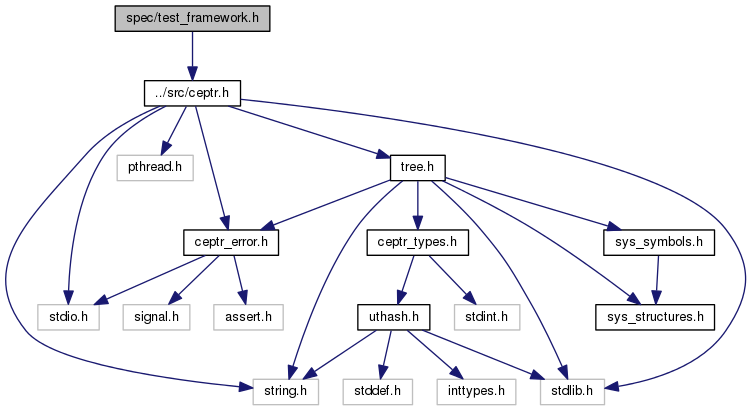 spec/test_framework.h
../src/ceptr.h
pthread.h
tree.h
ceptr_error.h
ceptr_types.h
sys_symbols.h
stdio.h
signal.h
assert.h
uthash.h
stdint.h
sys_structures.h
string.h
stddef.h
inttypes.h
stdlib.h